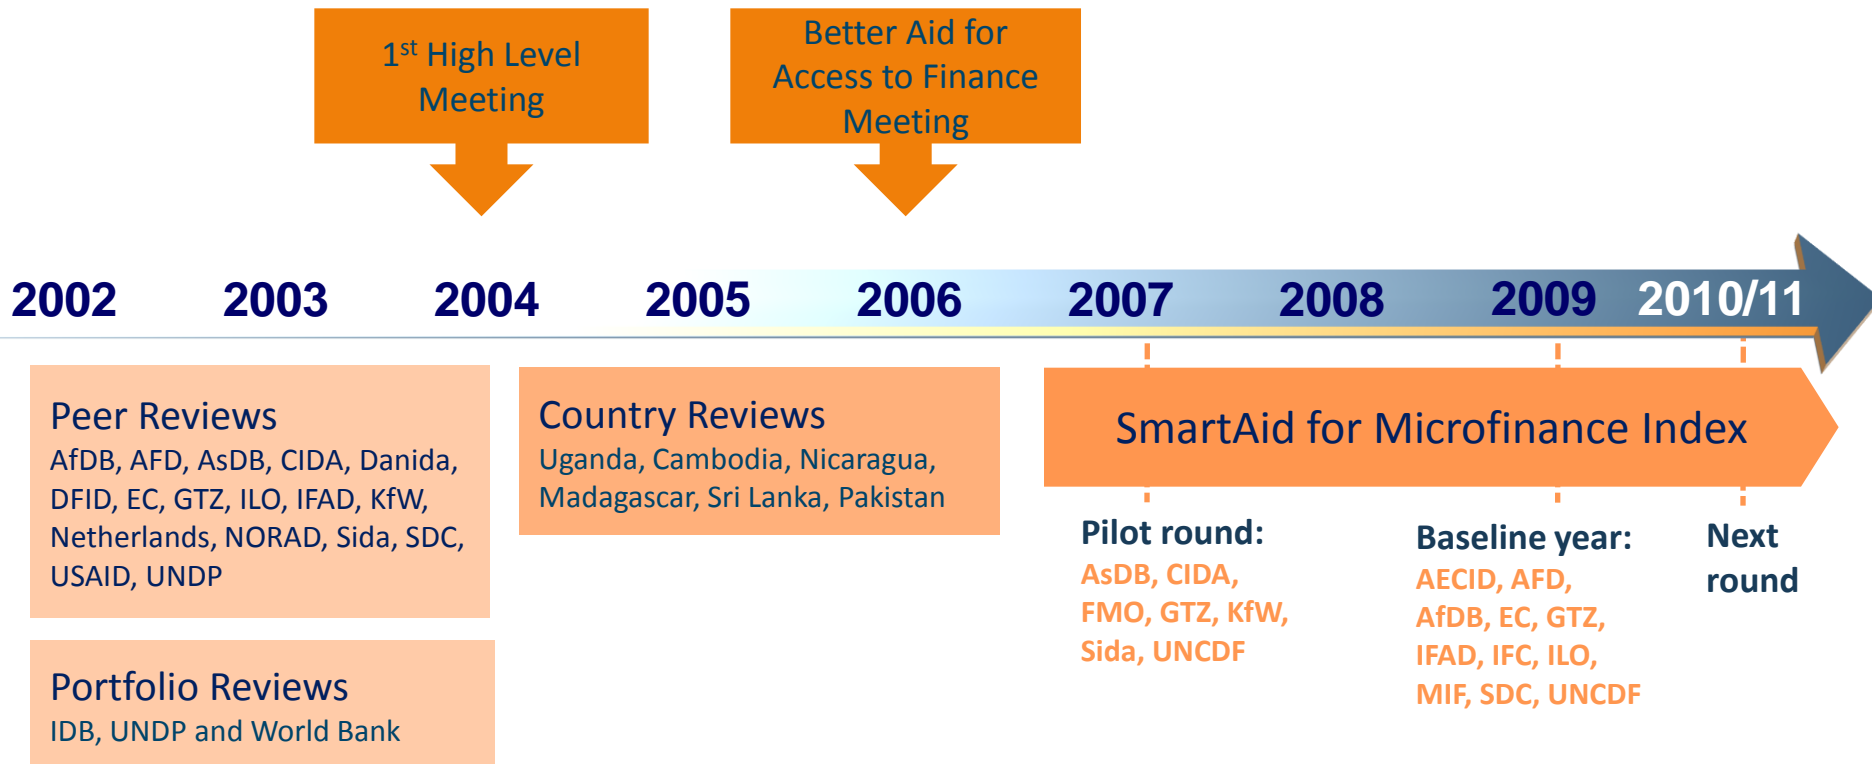 1st High Level
Meeting
Better Aid for
Access to Finance
Meeting
2002 2003 2004 2005 2006 2007 2008 2009 2010/11
Peer Reviews
AfDB, AFD, AsDB, CIDA, Danida,
DFID, EC, GTZ, ILO, IFAD, KfW,
Netherlands, NORAD, Sida, SDC,
USAID, UNDP
Portfolio Reviews
IDB, UNDP and World Bank
Country Reviews
Uganda, Cambodia, Nicaragua,
Madagascar, Sri Lanka, Pakistan
SmartAid for Microfinance Index
Pilot round:
AsDB, CIDA,
FMO, GTZ, KfW,
Sida, UNCDF
Baseline year:
AECID, AFD,
AfDB, EC, GTZ,
IFAD, IFC, ILO,
MIF, SDC, UNCDF
Next
round